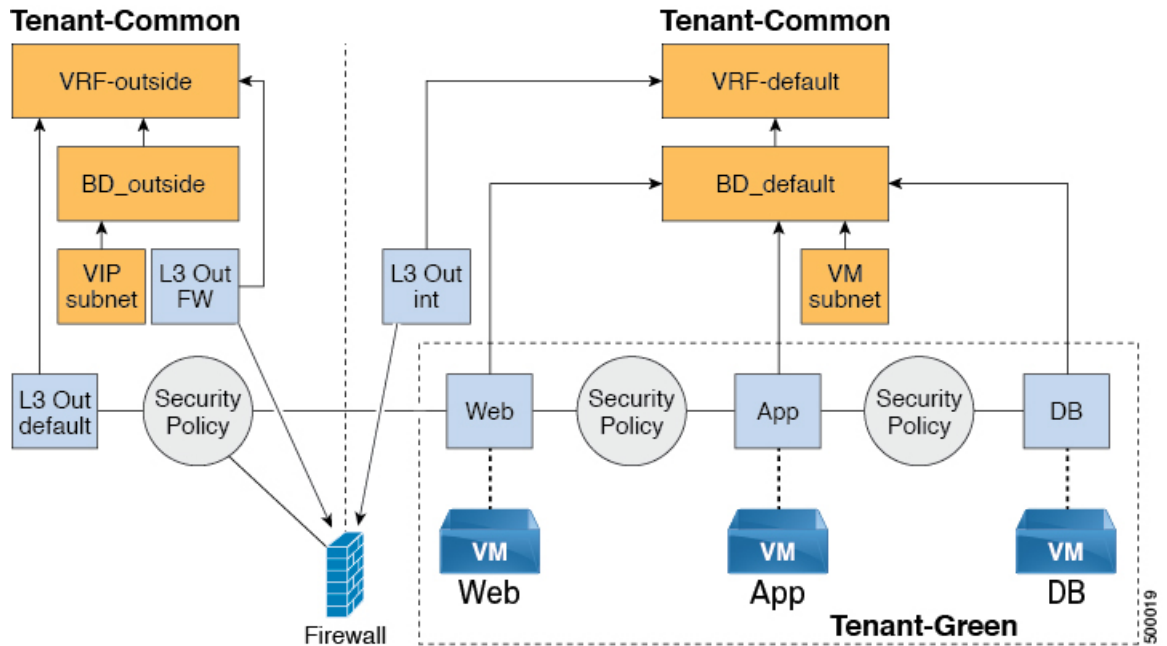 Tenant-Common
Tenant-Common
VRF-outside
VRF-default
BD_outside
BD_default
VIP
subnet
L3 Out
FW
L3 Out
int
VM
subnet
L3 Out
default
Security
Policy
Web
Security
Policy
App
Security
Policy
DB
VM
VM
VM
Web
App
DB
Firewall
Tenant-Green
500019